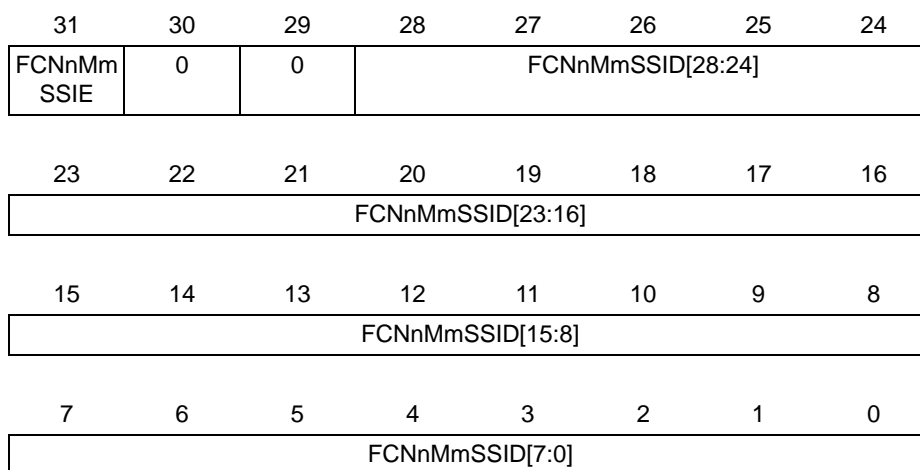 31 30 29 28 27 26 25 24
FCNnMm 0 0 FCNnMmSSID[28:24]
SSIE
23 22 21 20 19 18 17 16
FCNnMmSSID[23:16]
15 14 13 12 11 10 9 8
FCNnMmSSID[15:8]
7 6 5 4 3 2 1 0
FCNnMmSSID[7:0]